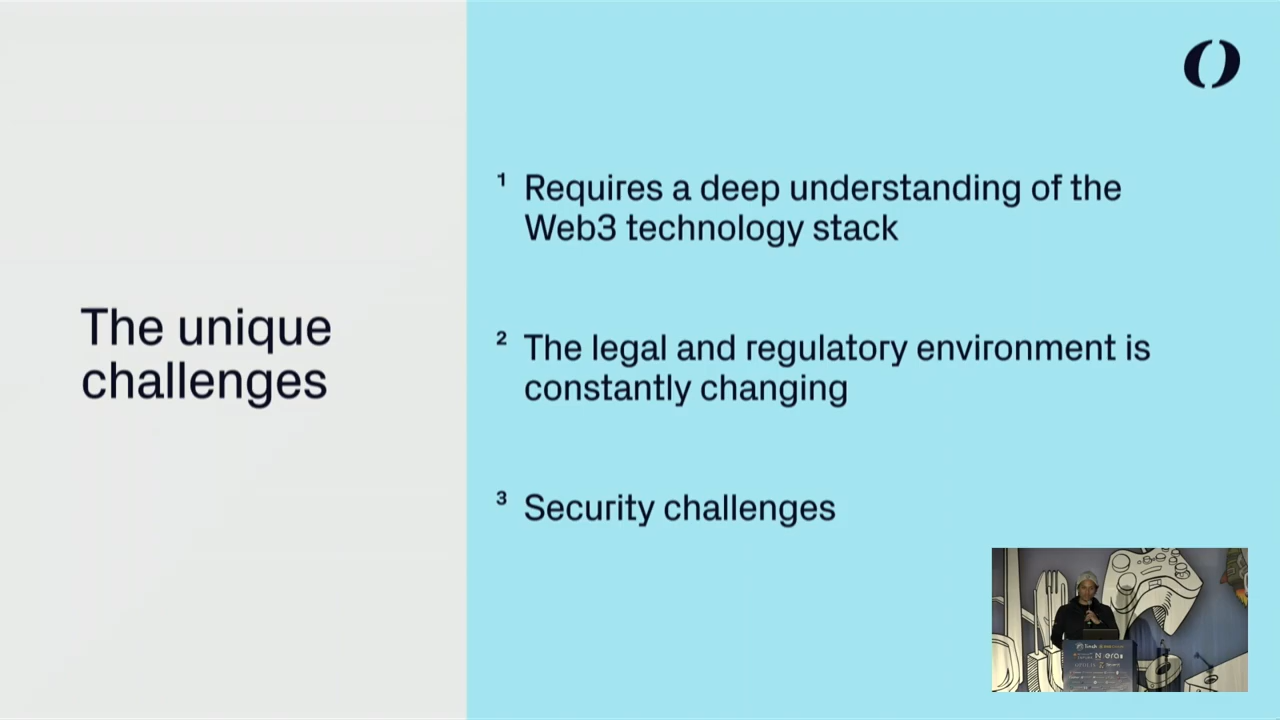 The unique
challenges
1 Requires a deep understanding of the
Web3 technology stack
2 The legal and regulatory environment is
constantly changing
3 Security challenges